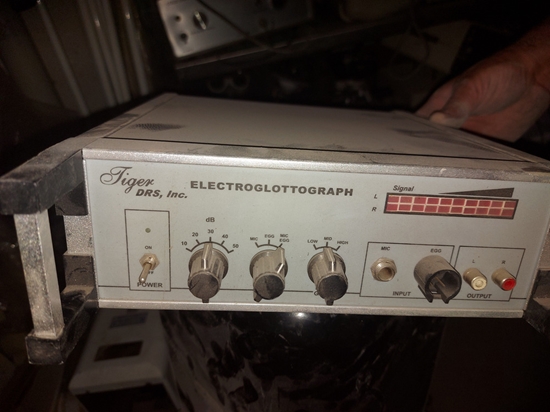 Tiger
DRS, Inc.
ELECTROGLOTTOGRAPH
Signal
L
R
ON
POWER
dB
10 20 30 40 50
MIC EGG MIC EGG
LOW MID HIGH
MIC EGG
INPUT
L R
OUTPUT